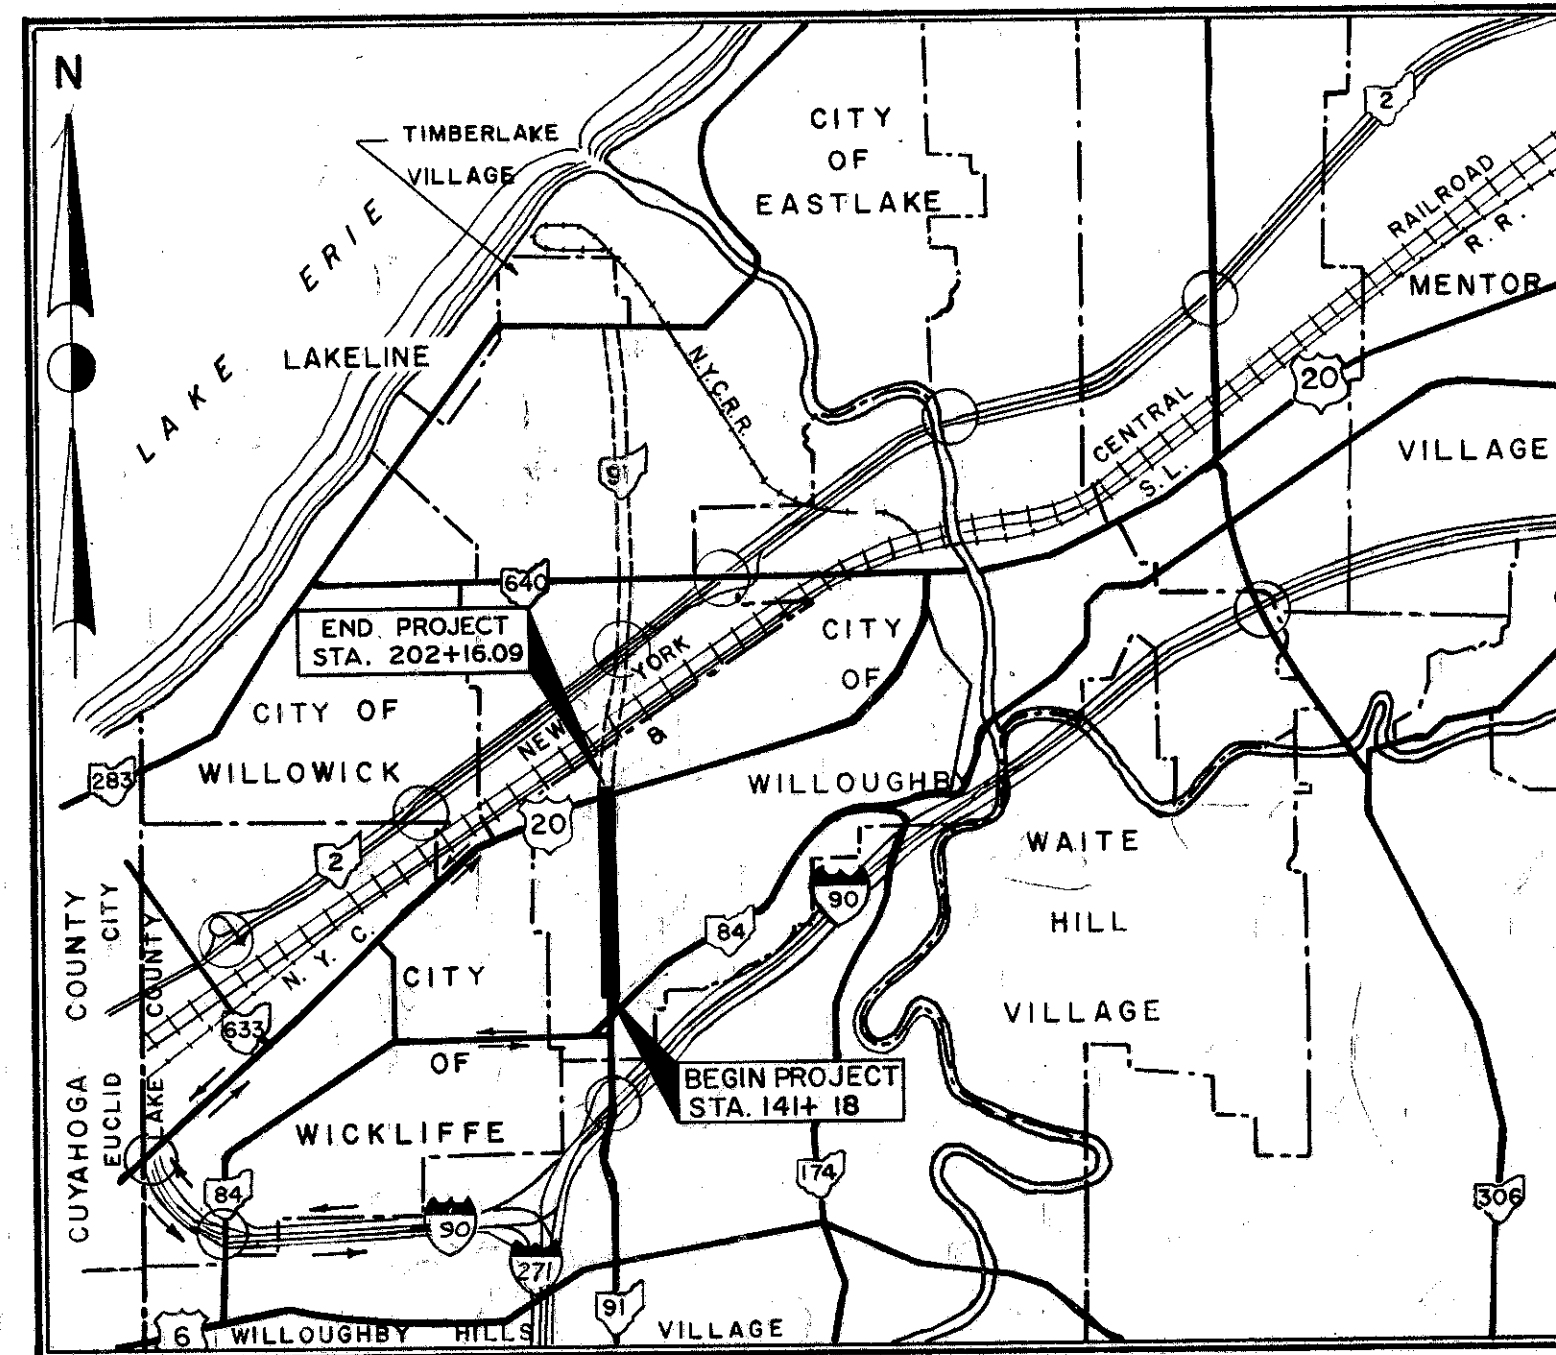 N
TIMBERLAKE
VILLAGE
CITY
OF
EASTLAKE
2
RAILROAD
R. R.
MENTOR
LAKE ERIE
LAKELINE
N.Y.C.R.R.
20
CENTRAL
S.L.
VILLAGE
91
640
END PROJECT
STA. 202+16.09
CITY
OF
WILLOUGHBY
YORK
NEW
&
CITY OF
WILLOWICK
283
20
2
WAITE
HILL
VILLAGE
90
84
CUYAHOGA COUNTY
EUCLID CITY
LAKE COUNTY
N. Y. C.
633
CITY
OF
WICKLIFFE
BEGIN PROJECT
STA. 141+ 18
174
306
84
90
271
91
6
WILLOUGHBY HILLS VILLAGE